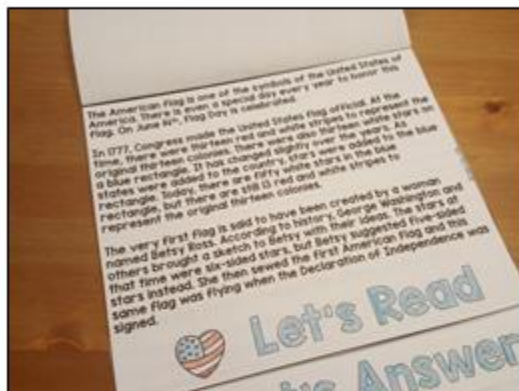 The American flag is one of the symbols of the United States of
America. There is even a special day every year to honor this
flag. On June 14th, Flag Day is celebrated.
In 1777, Congress made the United States flag official. At the
time, there were thirteen red and white stripes to represent the
original thirteen colonies. There were also thirteen white stars on
a blue rectangle. It has changed slightly over the years. As
states were added to the country, stars were added to the blue
rectangle. Today, there are fifty white stars in the blue
rectangle, but there are still 13 red and white stripes to
represent the original thirteen colonies.
The very first flag is said to have been created by a woman
named Betsy Ross. According to history, George Washington and
others brought a sketch to Betsy with their ideas. The stars at
that time were six-sided stars, but Betsy suggested five-sided
stars instead. She then sewed the first American flag and this
same flag was flying when the Declaration of Independence was
signed.
Let's Read
Let's Answer